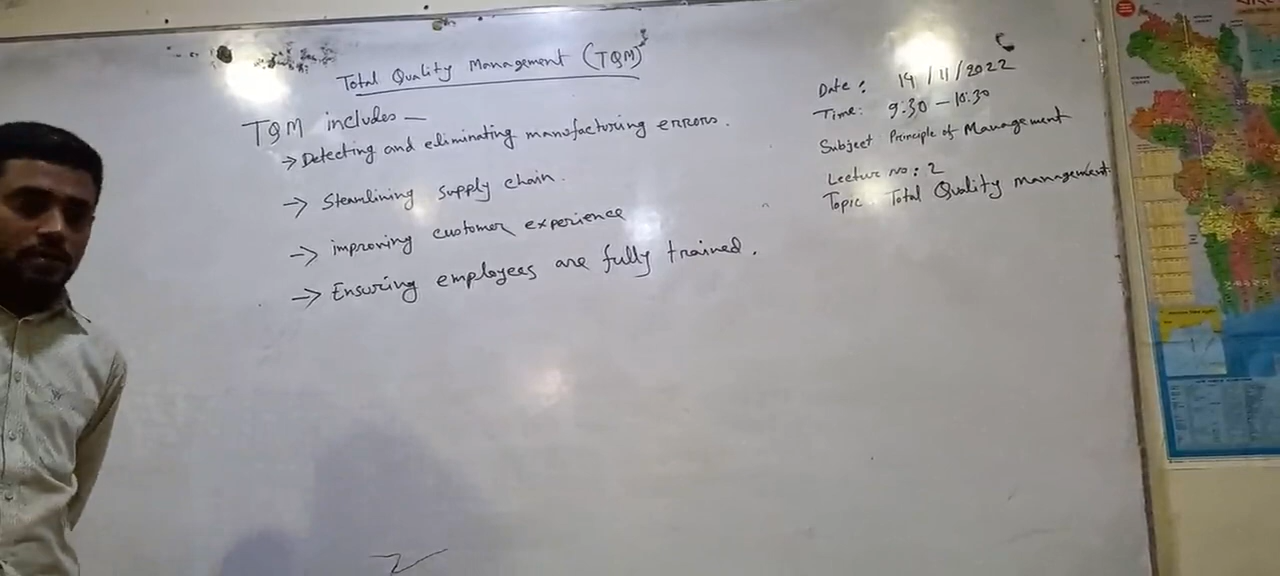 Total Quality Management (TQM)
TQM includes —
→ Detecting and eliminating manufacturing errors.
→ Steamlining supply chain.
→ improving customer experience
→ Ensuring employees are fully trained.
Date: 14/11/2022
Time: 9:30 – 10:30
Subject Principle of Management
Lecture no: 2
Topic. Total Quality management.